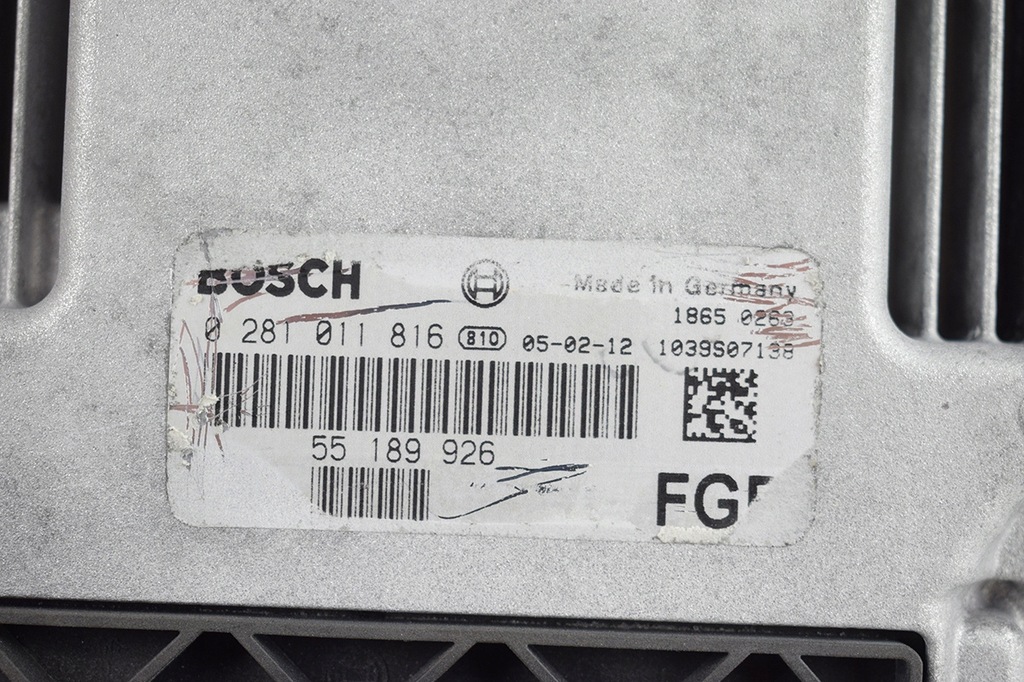 BOSCH
Made in Germany
1865 0263
0 281 011 816 810 05-02-12 1039S07138
55 189 926